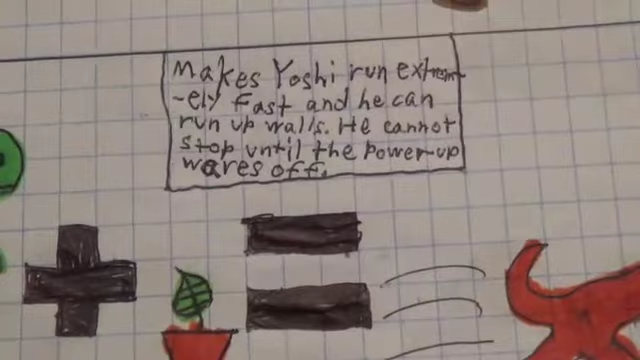 Makes Yoshi run extrem-
-ely fast and he can
run up walls. He cannot
stop until the power-up
wares off.